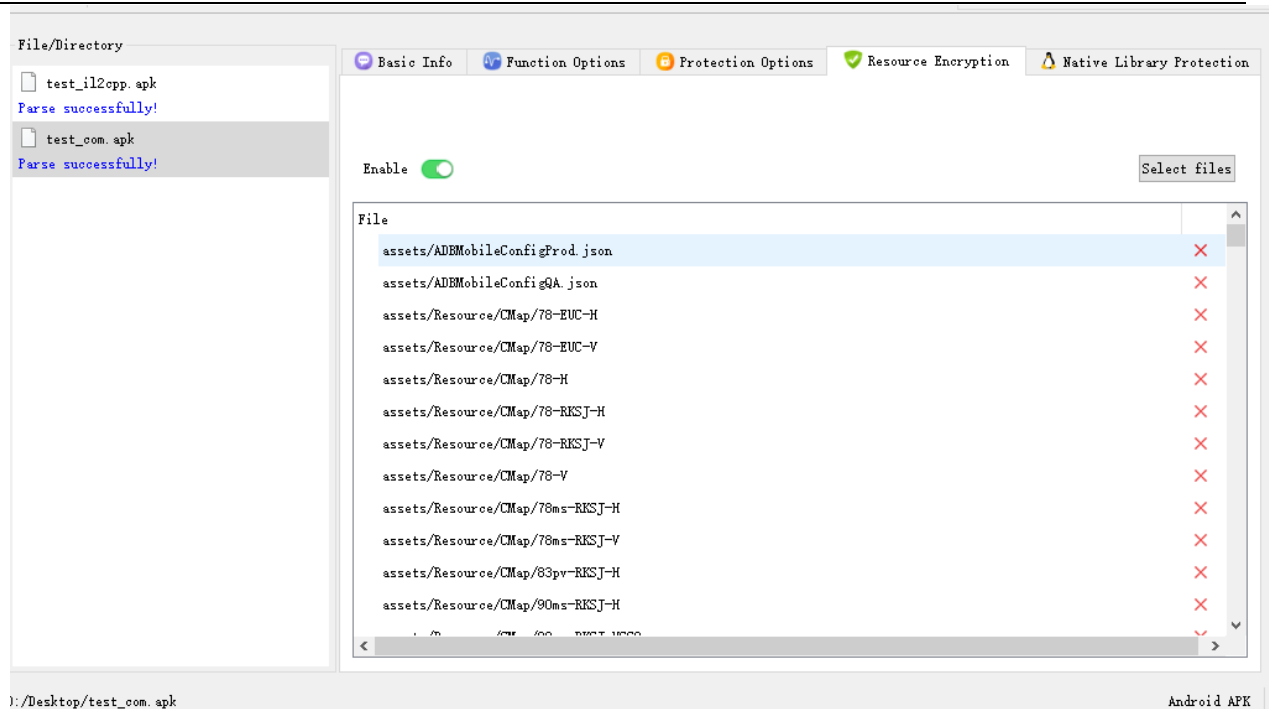 File/Directory
test_il2cpp.apk
Parse successfully!
test_com.apk
Parse successfully!
Basic Info
Function Options
Protection Options
Resource Encryption
Native Library Protection
Enable
Select files
File
assets/ADBMobileConfigProd.json
assets/ADBMobileConfigQA.json
assets/Resource/CMap/78-EUC-H
assets/Resource/CMap/78-EUC-V
assets/Resource/CMap/78-H
assets/Resource/CMap/78-RKSJ-H
assets/Resource/CMap/78-RKSJ-V
assets/Resource/CMap/78-V
assets/Resource/CMap/78ms-RKSJ-H
assets/Resource/CMap/78ms-RKSJ-V
assets/Resource/CMap/83pv-RKSJ-H
assets/Resource/CMap/90ms-RKSJ-H
:/Desktop/test_com.apk
Android APK